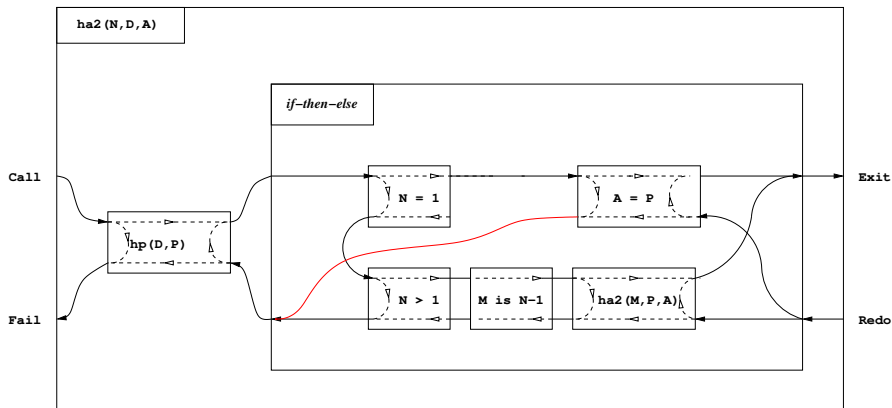 ha2(N,D,A)
if−then−else
Call
Exit
N = 1
A = P
hp(D,P)
N > 1
M is N−1
ha2(M,P,A)
Fail
Redo